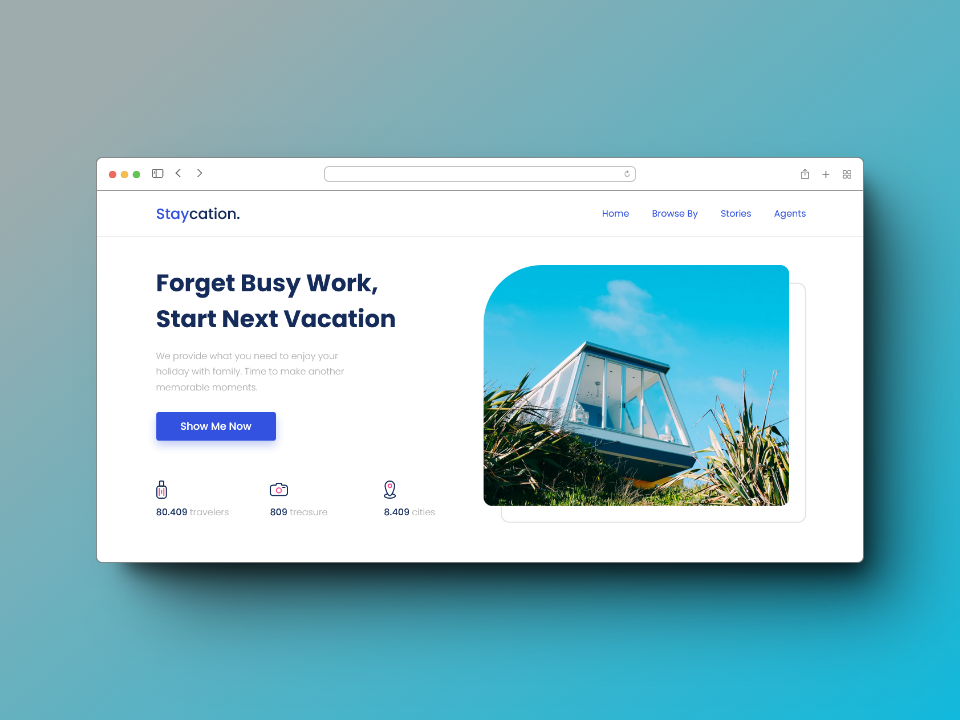 Staycation.
Home Browse By Stories Agents
Forget Busy Work,
Start Next Vacation
We provide what you need to enjoy your
holiday with family. Time to make another
memorable moments.
Show Me Now
80.409 travelers
809 treasure
8.409 cities